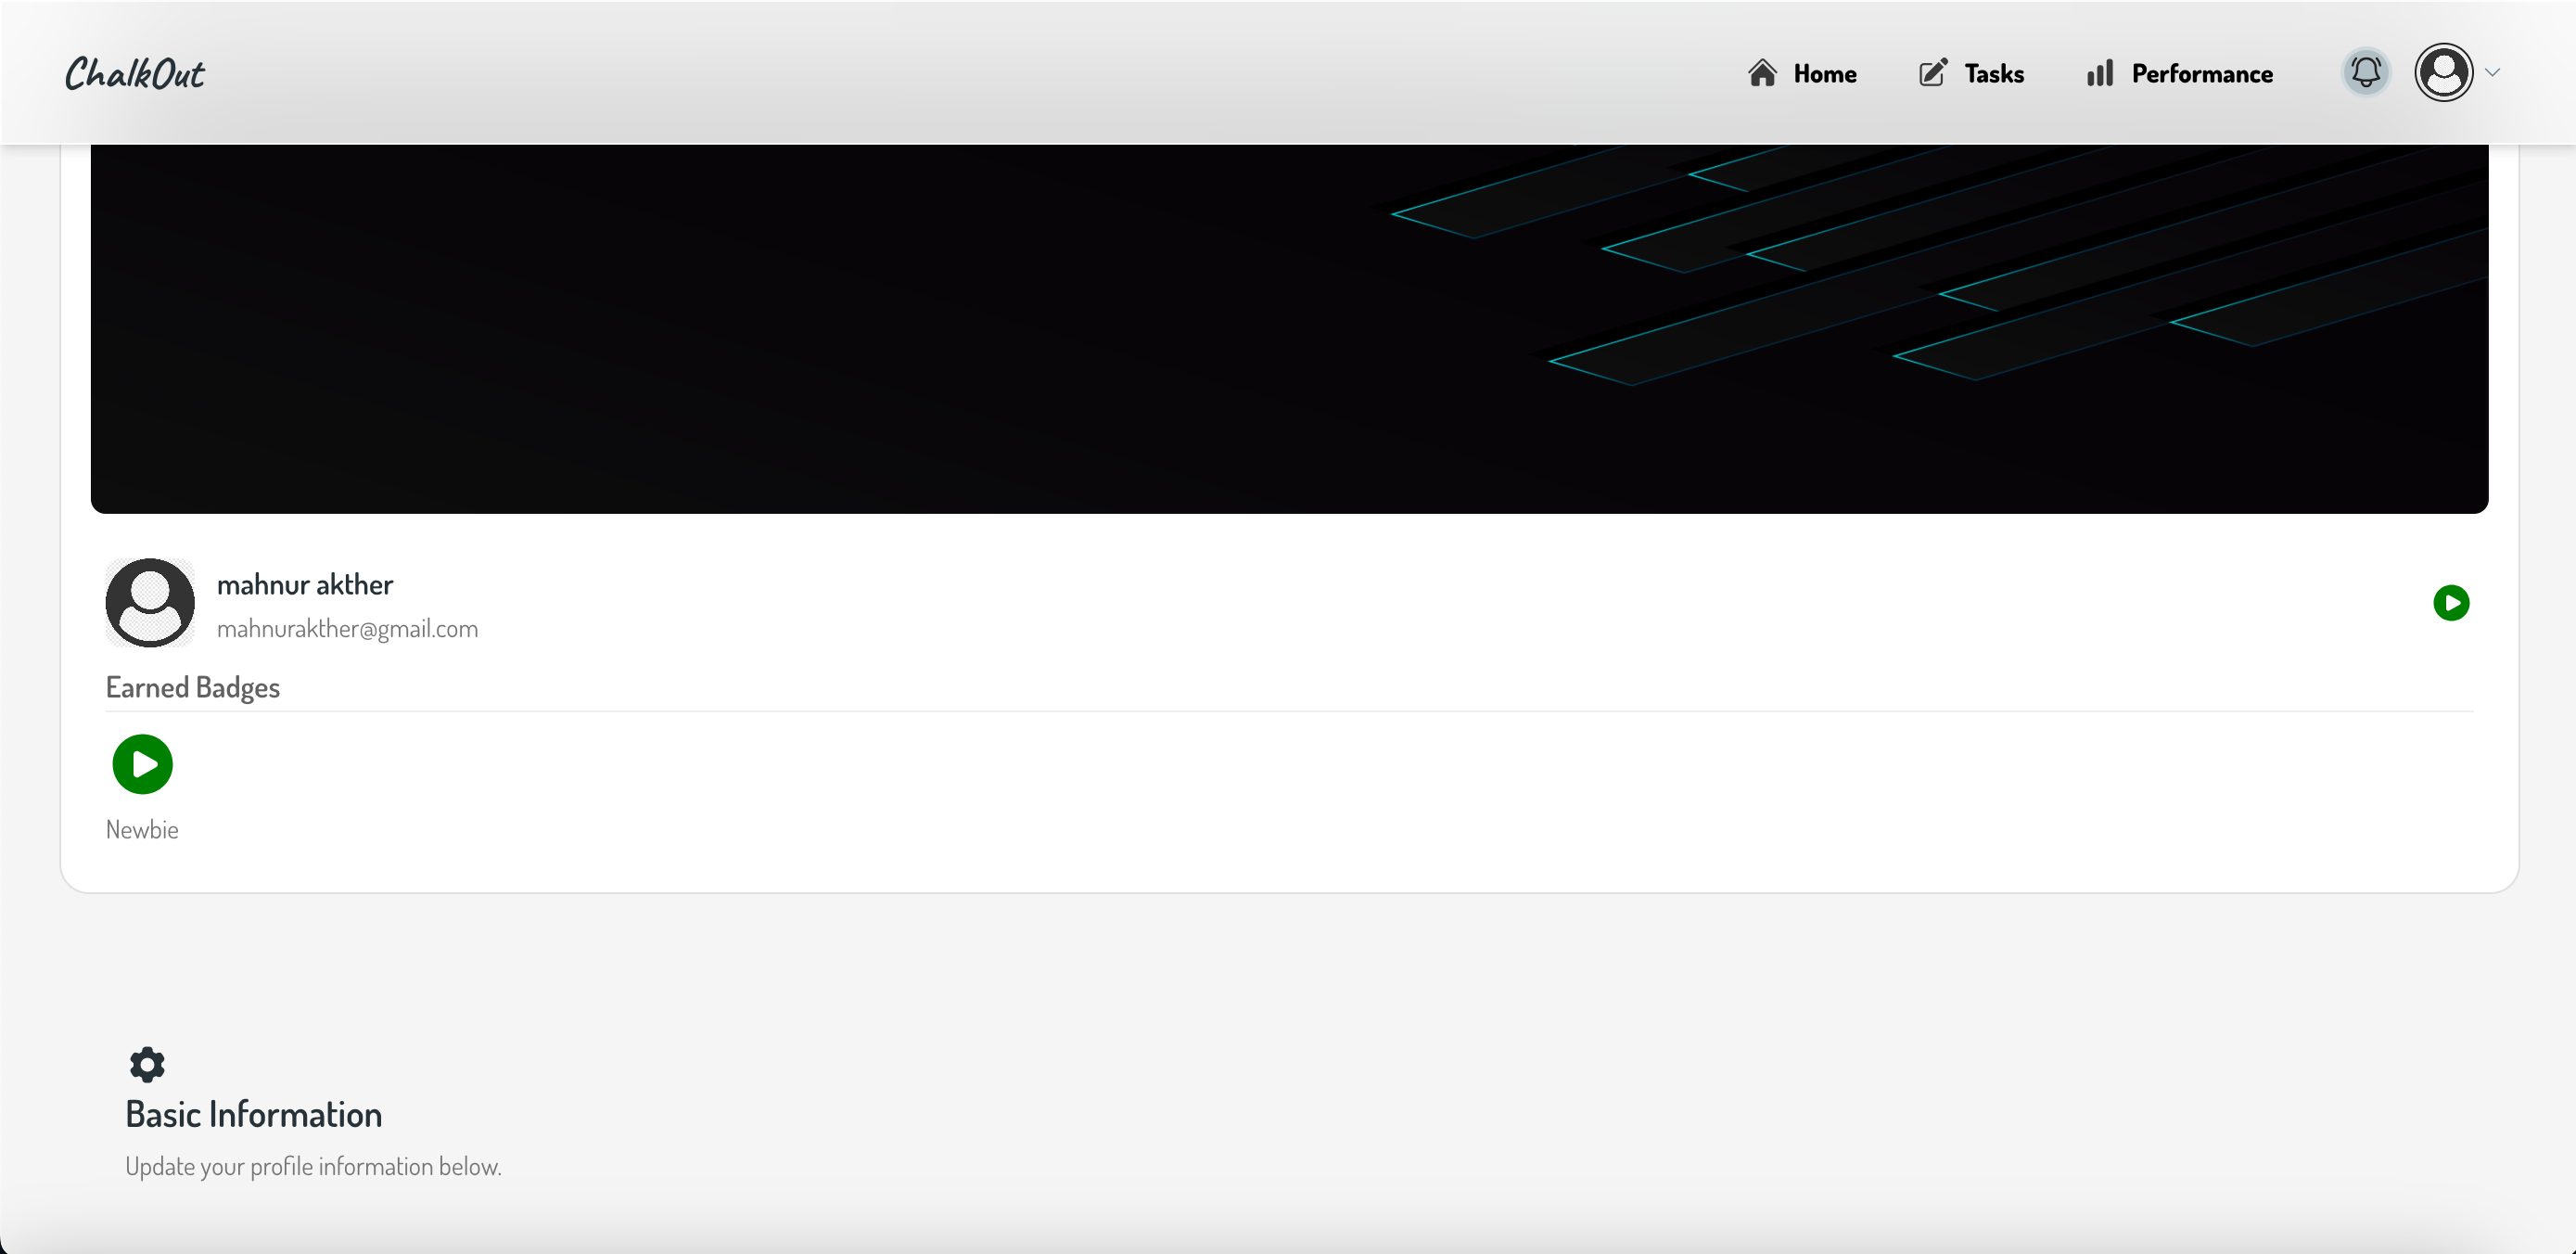 ChalkOut
Home
Tasks
Performance
mahnur akther
mahnurakther@gmail.com
Earned Badges
Newbie
Basic Information
Update your profile information below.